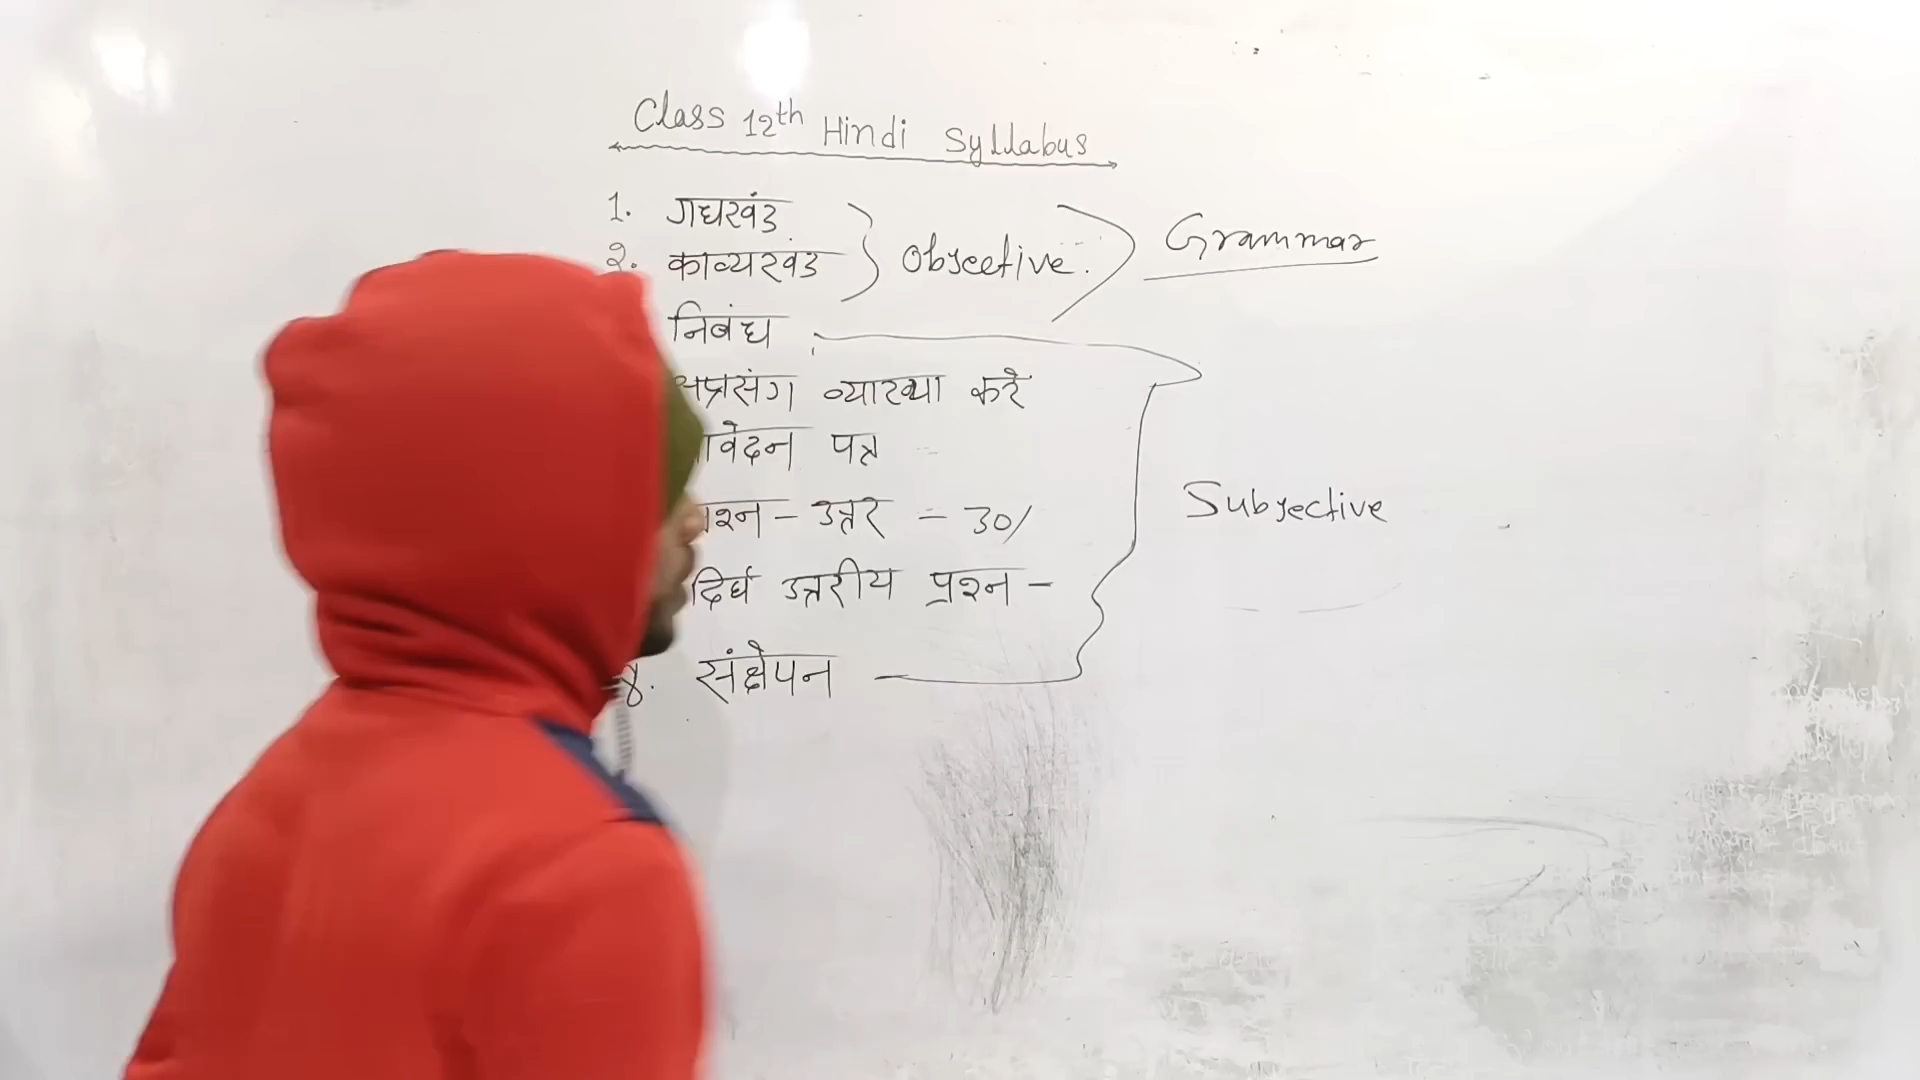 Class 12th Hindi Syllabus
1. गद्यखंड
2. काव्यखंड } Objective. } Grammar
निबंध
सप्रसंग व्याख्या करे
वेदन पत्र
प्रश्न - उत्तर - 30/
Subjective
दिर्घ उत्तरीय प्रश्न -
8. संक्षेपन